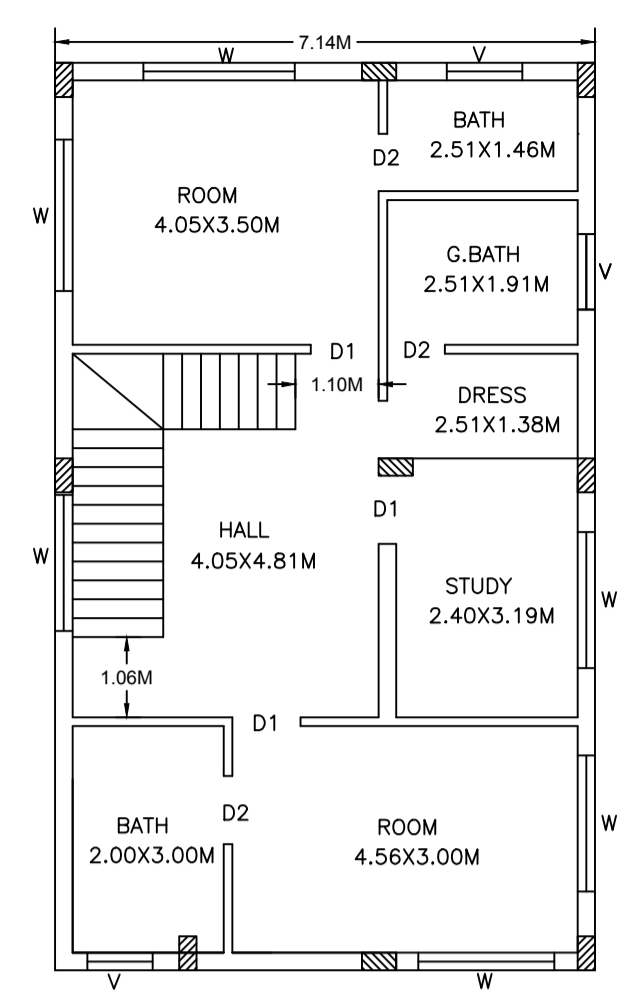 7.14M
W
V
BATH
2.51X1.46M
D2
ROOM
4.05X3.50M
W
G.BATH
2.51X1.91M
V
D1
D2
1.10M
DRESS
2.51X1.38M
D1
HALL
4.05X4.81M
W
STUDY
2.40X3.19M
W
1.06M
D1
D2
BATH
2.00X3.00M
ROOM
4.56X3.00M
W
V
W